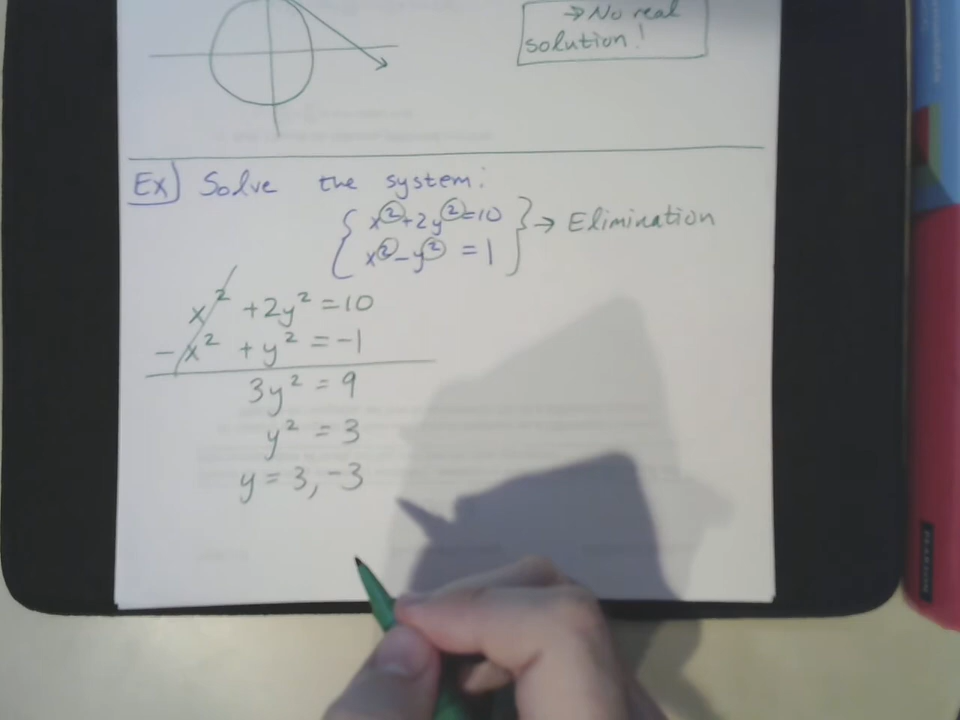 → No real
solution!
Ex) Solve the system:
x²+2y²=10 → Elimination
x²-y² = 1
x² +2y² =10
-x² +y² = -1
3y² = 9
y² = 3
y = 3, -3
PEARSON